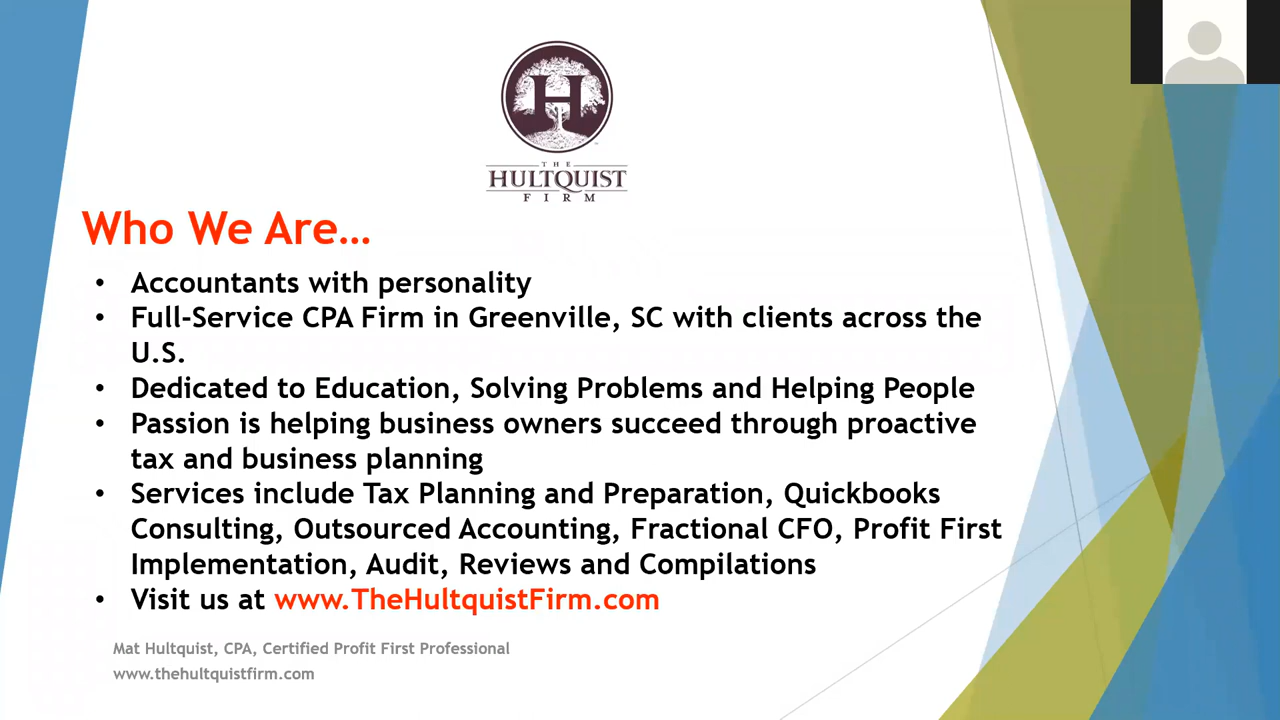 H
THE
HULTQUIST
FIRM
Who We Are…
• Accountants with personality
• Full-Service CPA Firm in Greenville, SC with clients across the
U.S.
• Dedicated to Education, Solving Problems and Helping People
• Passion is helping business owners succeed through proactive
tax and business planning
• Services include Tax Planning and Preparation, Quickbooks
Consulting, Outsourced Accounting, Fractional CFO, Profit First
Implementation, Audit, Reviews and Compilations
• Visit us at www.TheHultquistFirm.com
Mat Hultquist, CPA, Certified Profit First Professional
www.thehultquistfirm.com